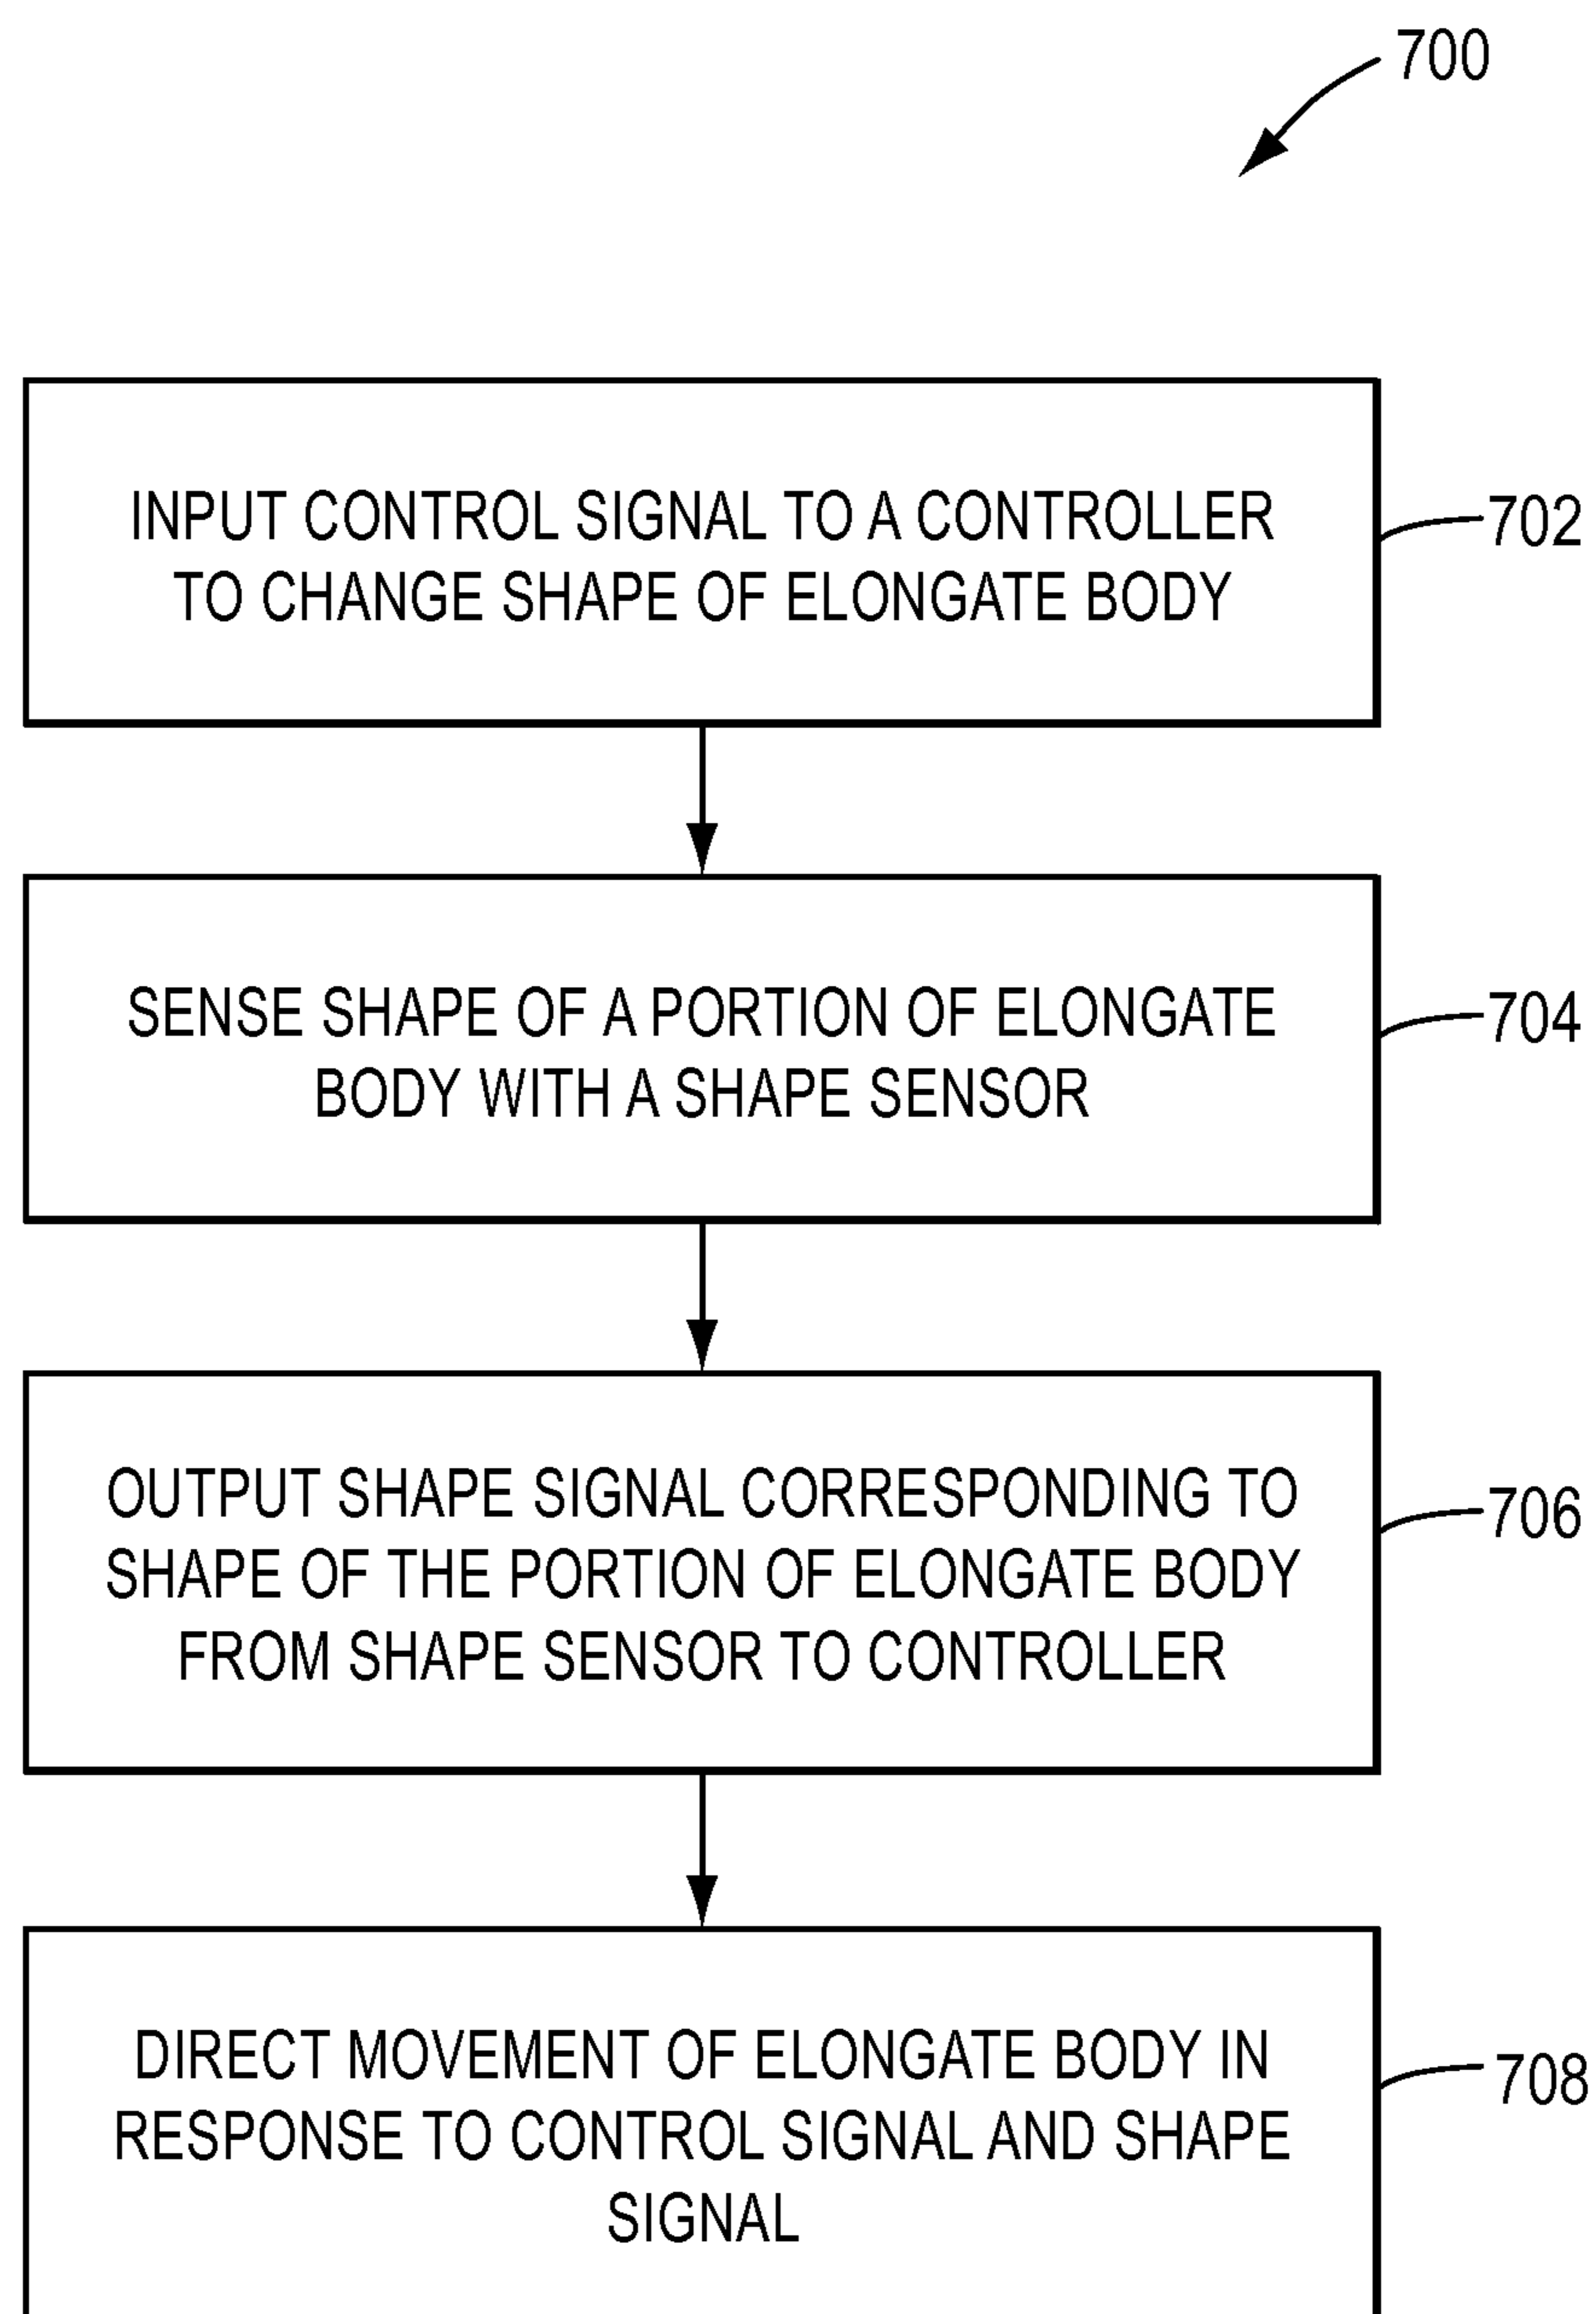 700
INPUT CONTROL SIGNAL TO A CONTROLLER
TO CHANGE SHAPE OF ELONGATE BODY
702
SENSE SHAPE OF A PORTION OF ELONGATE
BODY WITH A SHAPE SENSOR
704
OUTPUT SHAPE SIGNAL CORRESPONDING TO
SHAPE OF THE PORTION OF ELONGATE BODY
FROM SHAPE SENSOR TO CONTROLLER
706
DIRECT MOVEMENT OF ELONGATE BODY IN
RESPONSE TO CONTROL SIGNAL AND SHAPE
SIGNAL
708